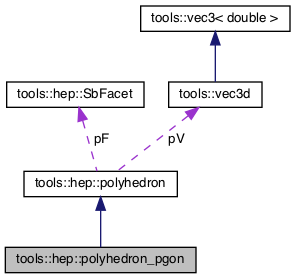 tools::vec3< double >
tools::hep::SbFacet
tools::vec3d
pF
pV
tools::hep::polyhedron
tools::hep::polyhedron_pgon